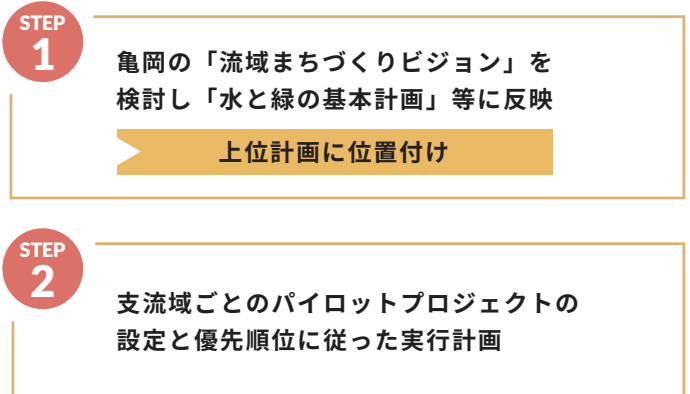 STEP
1
亀岡の「流域まちづくりビジョン」を
検討し「水と緑の基本計画」等に反映
上位計画に位置付け
STEP
2
支流域ごとのパイロットプロジェクトの
設定と優先順位に従った実行計画